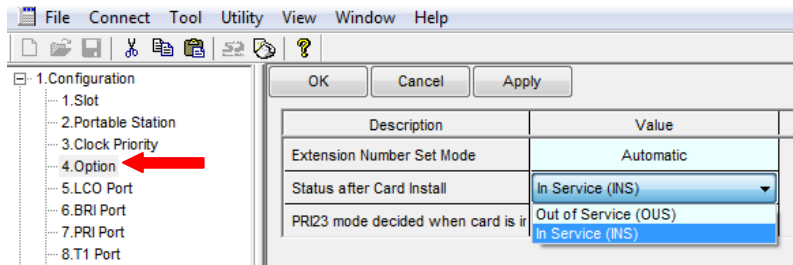 File Connect Tool Utility View Window Help
1.Configuration
1.Slot
2.Portable Station
3.Clock Priority
4.Option
5.LCO Port
6.BRI Port
7.PRI Port
8.T1 Port
OK Cancel Apply
Description Value
Extension Number Set Mode Automatic
Status after Card Install In Service (INS)
PRI23 mode decided when card is
Out of Service (OUS)
In Service (INS)